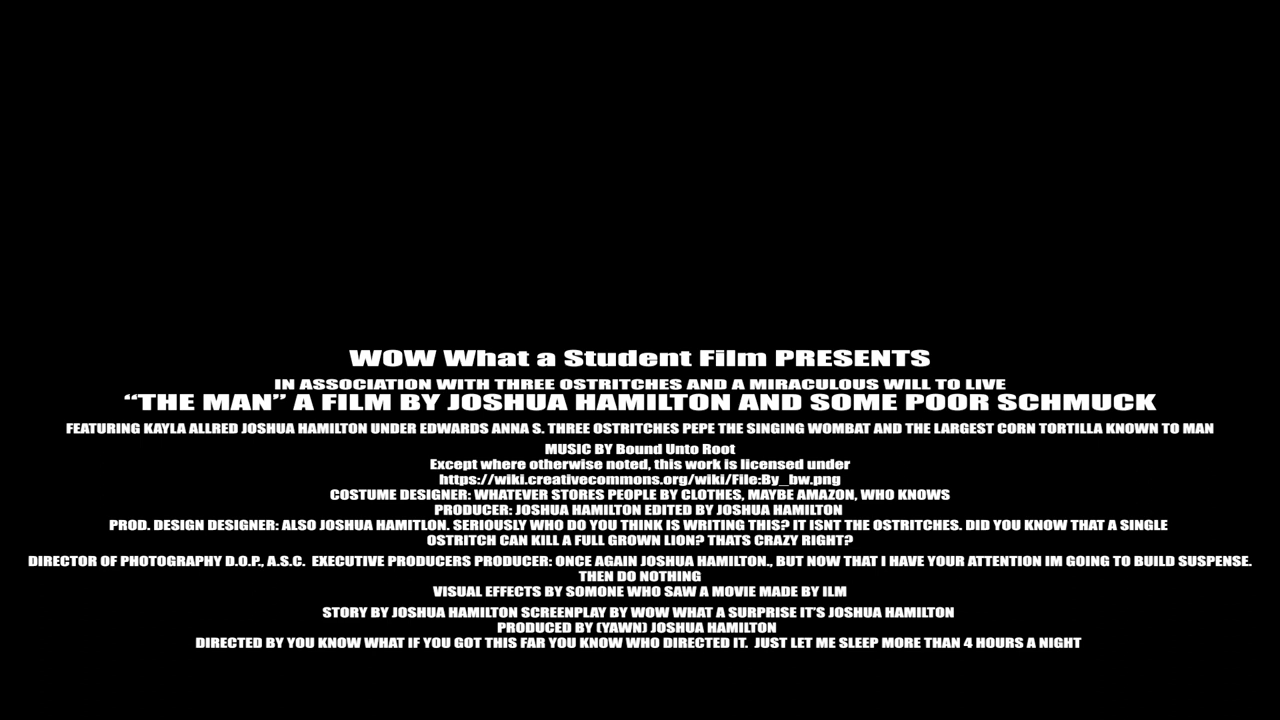 WOW What a Student Film PRESENTS
IN ASSOCIATION WITH THREE OSTRITCHES AND A MIRACULOUS WILL TO LIVE
“THE MAN” A FILM BY JOSHUA HAMILTON AND SOME POOR SCHMUCK
FEATURING KAYLA ALLRED JOSHUA HAMILTON UNDER EDWARDS ANNA S. THREE OSTRITCHES PEPE THE SINGING WOMBAT AND THE LARGEST CORN TORTILLA KNOWN TO MAN
MUSIC BY Bound Unto Root
Except where otherwise noted, this work is licensed under
https://wiki.creativecommons.org/wiki/File:By_bw.png
COSTUME DESIGNER: WHATEVER STORES PEOPLE BY CLOTHES, MAYBE AMAZON, WHO KNOWS
PRODUCER: JOSHUA HAMILTON EDITED BY JOSHUA HAMILTON
PROD. DESIGN DESIGNER: ALSO JOSHUA HAMITLON. SERIOUSLY WHO DO YOU THINK IS WRITING THIS? IT ISNT THE OSTRITCHES. DID YOU KNOW THAT A SINGLE
OSTRITCH CAN KILL A FULL GROWN LION? THATS CRAZY RIGHT?
DIRECTOR OF PHOTOGRAPHY D.O.P., A.S.C. EXECUTIVE PRODUCERS PRODUCER: ONCE AGAIN JOSHUA HAMILTON., BUT NOW THAT I HAVE YOUR ATTENTION IM GOING TO BUILD SUSPENSE.
THEN DO NOTHING
VISUAL EFFECTS BY SOMONE WHO SAW A MOVIE MADE BY ILM
STORY BY JOSHUA HAMILTON SCREENPLAY BY WOW WHAT A SURPRISE IT’S JOSHUA HAMILTON
PRODUCED BY (YAWN) JOSHUA HAMILTON
DIRECTED BY YOU KNOW WHAT IF YOU GOT THIS FAR YOU KNOW WHO DIRECTED IT. JUST LET ME SLEEP MORE THAN 4 HOURS A NIGHT